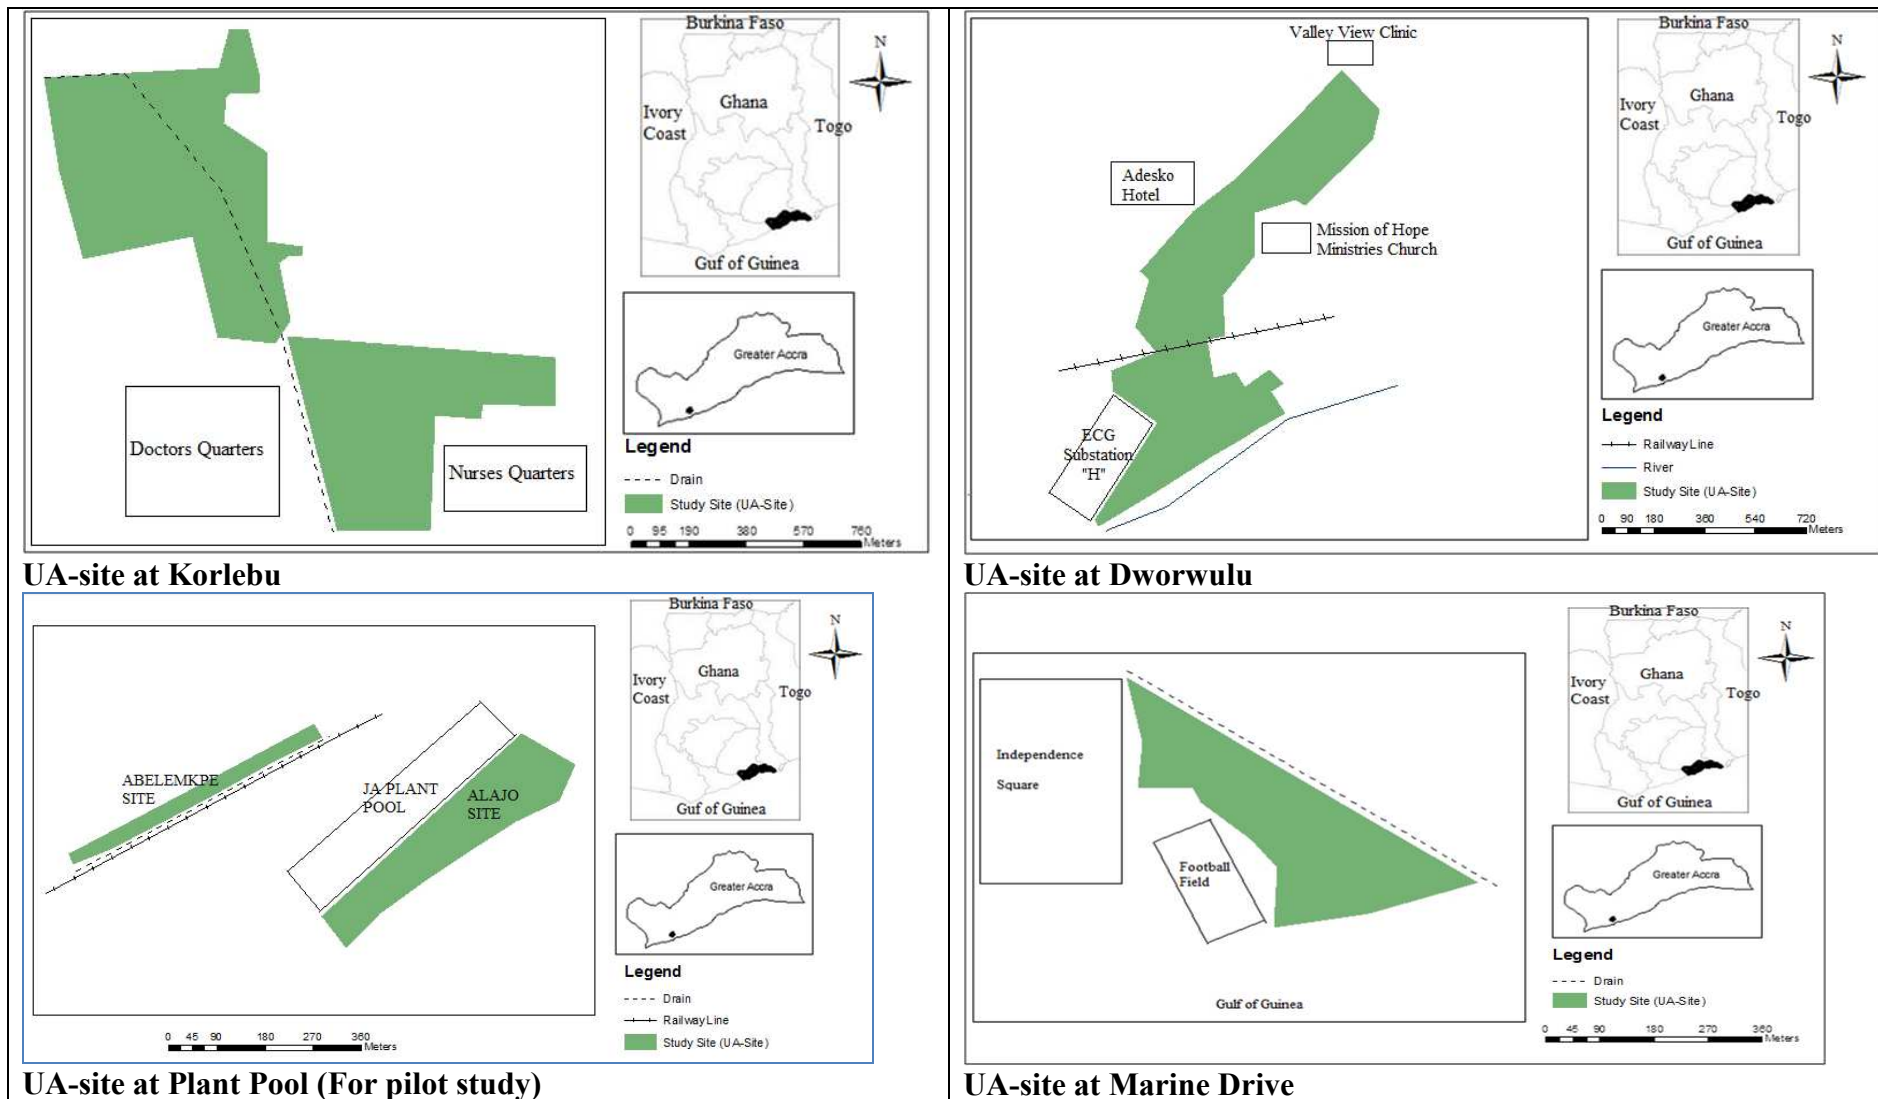 Burkina Faso
N
Ghana
Ivory
Coast
Togo
Guf of Guinea
Greater Accra
Doctors Quarters
Nurses Quarters
Legend
Drain
Study Site (UA-Site)
0 95 190 380 570 760
Meters
UA-site at Korlebu
Valley View Clinic
Burkina Faso
N
Ghana
Ivory
Coast
Togo
Adesko
Hotel
Mission of Hope
Ministries Church
Guf of Guinea
Greater Accra
ECG
Substation
"H"
Legend
RailwayLine
River
Study Site (UA-Site)
0 90 180 360 540 720
Meters
UA-site at Dworwulu
Burkina Faso
N
Ghana
Ivory
Coast
Togo
ABELEMKPE
SITE
JA PLANT
POOL
ALAJO
SITE
Guf of Guinea
Greater Accra
Legend
Drain
RailwayLine
Study Site (UA-Site)
0 45 90 180 270 360
Meters
UA-site at Plant Pool (For pilot study)
Burkina Faso
N
Ghana
Ivory
Coast
Togo
Independence
Square
Football
Field
Gulf of Guinea
Guf of Guinea
Greater Accra
Legend
Drain
Study Site (UA-Site)
0 45 90 180 270 360
Meters
UA-site at Marine Drive